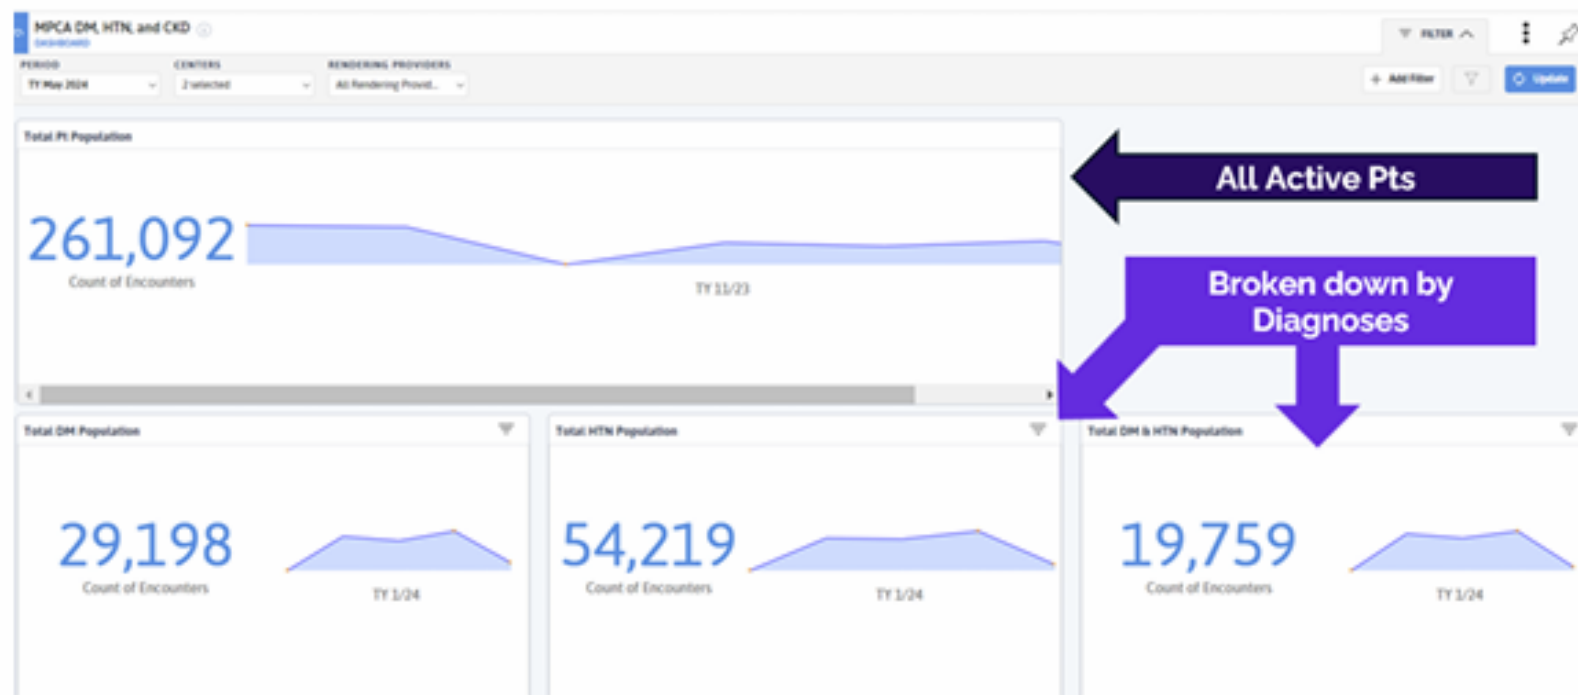 MPCA DM, HTN, and CKD
DASHBOARD
FILTER
PERIOD
CENTERS
RENDERING PROVIDERS
TY May 2024
2 selected
All Rendering Provid...
+ Add Filter
Update
Total Pt Population
261,092
Count of Encounters
TY 11/23
All Active Pts
Broken down by
Diagnoses
Total DM Population
29,198
Count of Encounters
TY 1/24
Total HTN Population
54,219
Count of Encounters
TY 1/24
Total DM & HTN Population
19,759
Count of Encounters
TY 1/24